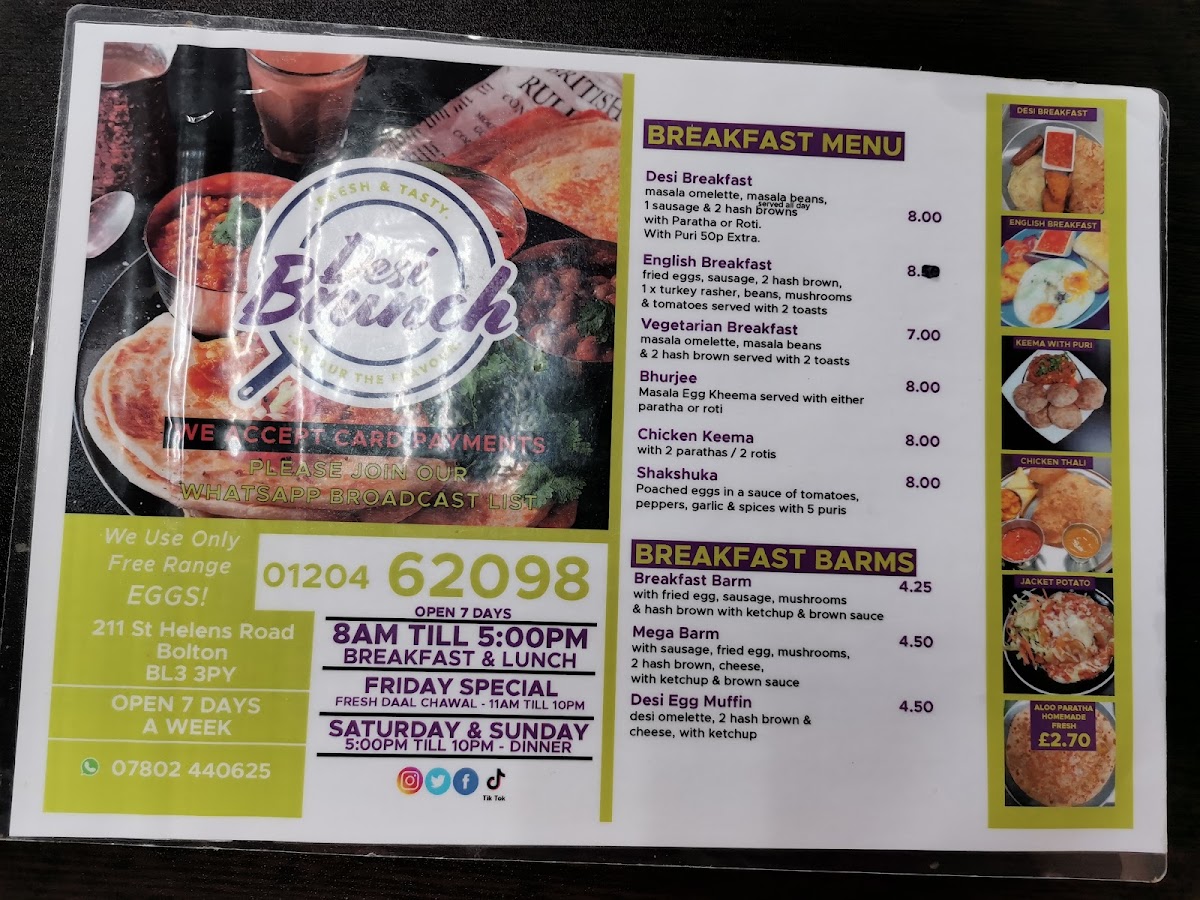 BRITISH
RUL
FRESH & TASTY.
Desi
Brunch
OUR THE FLAVOUR
WE ACCEPT CARD PAYMENTS
PLEASE JOIN OUR
WHATSAPP BROADCAST LIST
We Use Only
Free Range
EGGS!
211 St Helens Road
Bolton
BL3 3PY
OPEN 7 DAYS
A WEEK
07802 440625
01204 62098
OPEN 7 DAYS
8AM TILL 5:00PM
BREAKFAST & LUNCH
FRIDAY SPECIAL
FRESH DAAL CHAWAL - 11AM TILL 10PM
SATURDAY & SUNDAY
5:00PM TILL 10PM - DINNER
Tik Tok
BREAKFAST MENU
Desi Breakfast
masala omelette, masala beans,
served all day
1 sausage & 2 hash browns 8.00
with Paratha or Roti.
With Puri 50p Extra.
English Breakfast 8.
fried eggs, sausage, 2 hash brown,
1 x turkey rasher, beans, mushrooms
& tomatoes served with 2 toasts
Vegetarian Breakfast 7.00
masala omelette, masala beans
& 2 hash brown served with 2 toasts
Bhurjee 8.00
Masala Egg Kheema served with either
paratha or roti
Chicken Keema 8.00
with 2 parathas / 2 rotis
Shakshuka 8.00
Poached eggs in a sauce of tomatoes,
peppers, garlic & spices with 5 puris
BREAKFAST BARMS
Breakfast Barm 4.25
with fried egg, sausage, mushrooms
& hash brown with ketchup & brown sauce
Mega Barm 4.50
with sausage, fried egg, mushrooms,
2 hash brown, cheese,
with ketchup & brown sauce
Desi Egg Muffin 4.50
desi omelette, 2 hash brown &
cheese, with ketchup
DESI BREAKFAST
ENGLISH BREAKFAST
KEEMA WITH PURI
CHICKEN THALI
JACKET POTATO
ALOO PARATHA
HOMEMADE
FRESH
£2.70